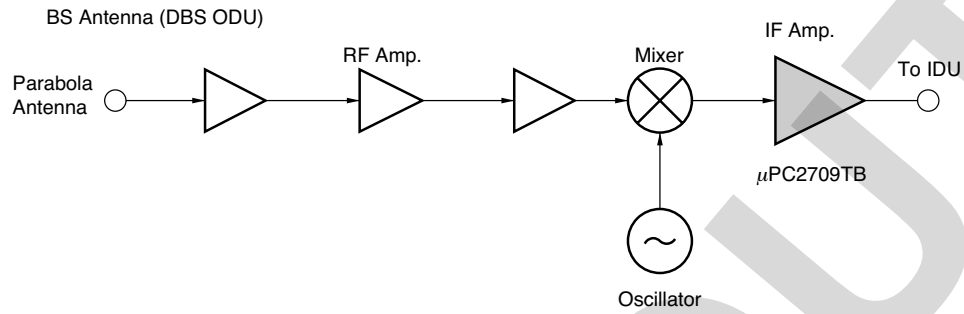 BS Antenna (DBS ODU)
Parabola
Antenna
RF Amp.
Mixer
IF Amp.
To IDU
μPC2709TB
Oscillator